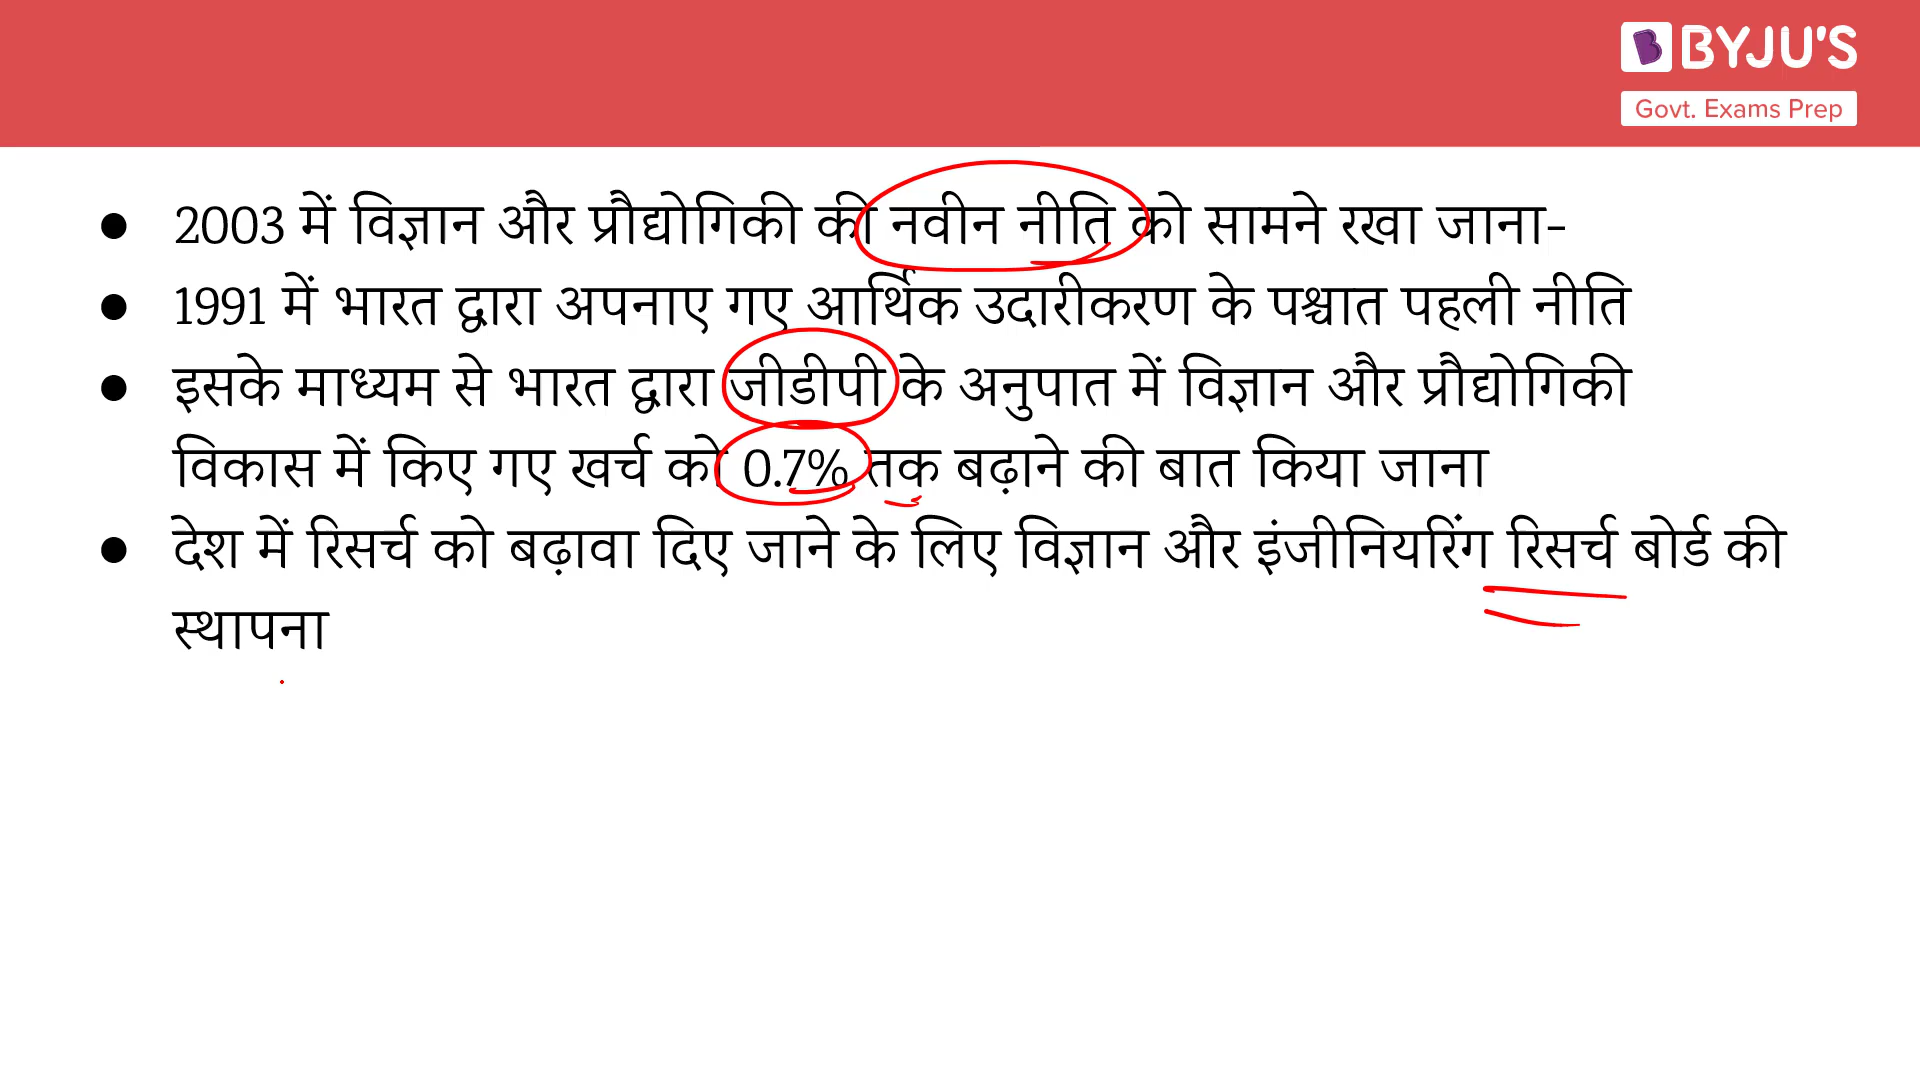 BYJU'S
Govt. Exams Prep
● 2003 में विज्ञान और प्रौद्योगिकी की नवीन नीति को सामने रखा जाना-
● 1991 में भारत द्वारा अपनाए गए आर्थिक उदारीकरण के पश्चात पहली नीति
● इसके माध्यम से भारत द्वारा जीडीपी के अनुपात में विज्ञान और प्रौद्योगिकी
विकास में किए गए खर्च को 0.7% तक बढ़ाने की बात किया जाना
● देश में रिसर्च को बढ़ावा दिए जाने के लिए विज्ञान और इंजीनियरिंग रिसर्च बोर्ड की
स्थापना